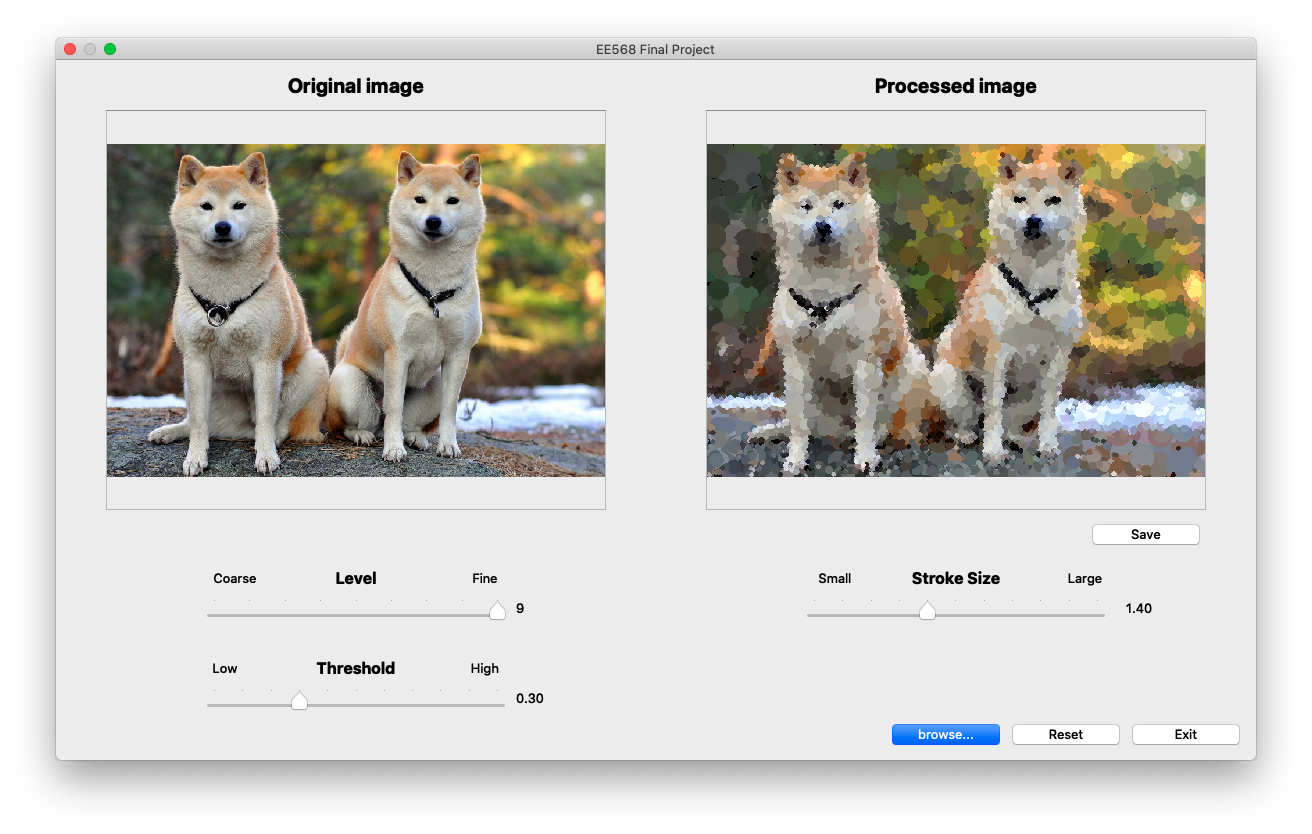 EE568 Final Project
Original image
Processed image
Save
Coarse Level Fine
9
Small Stroke Size Large
1.40
Low Threshold High
0.30
browse... Reset Exit